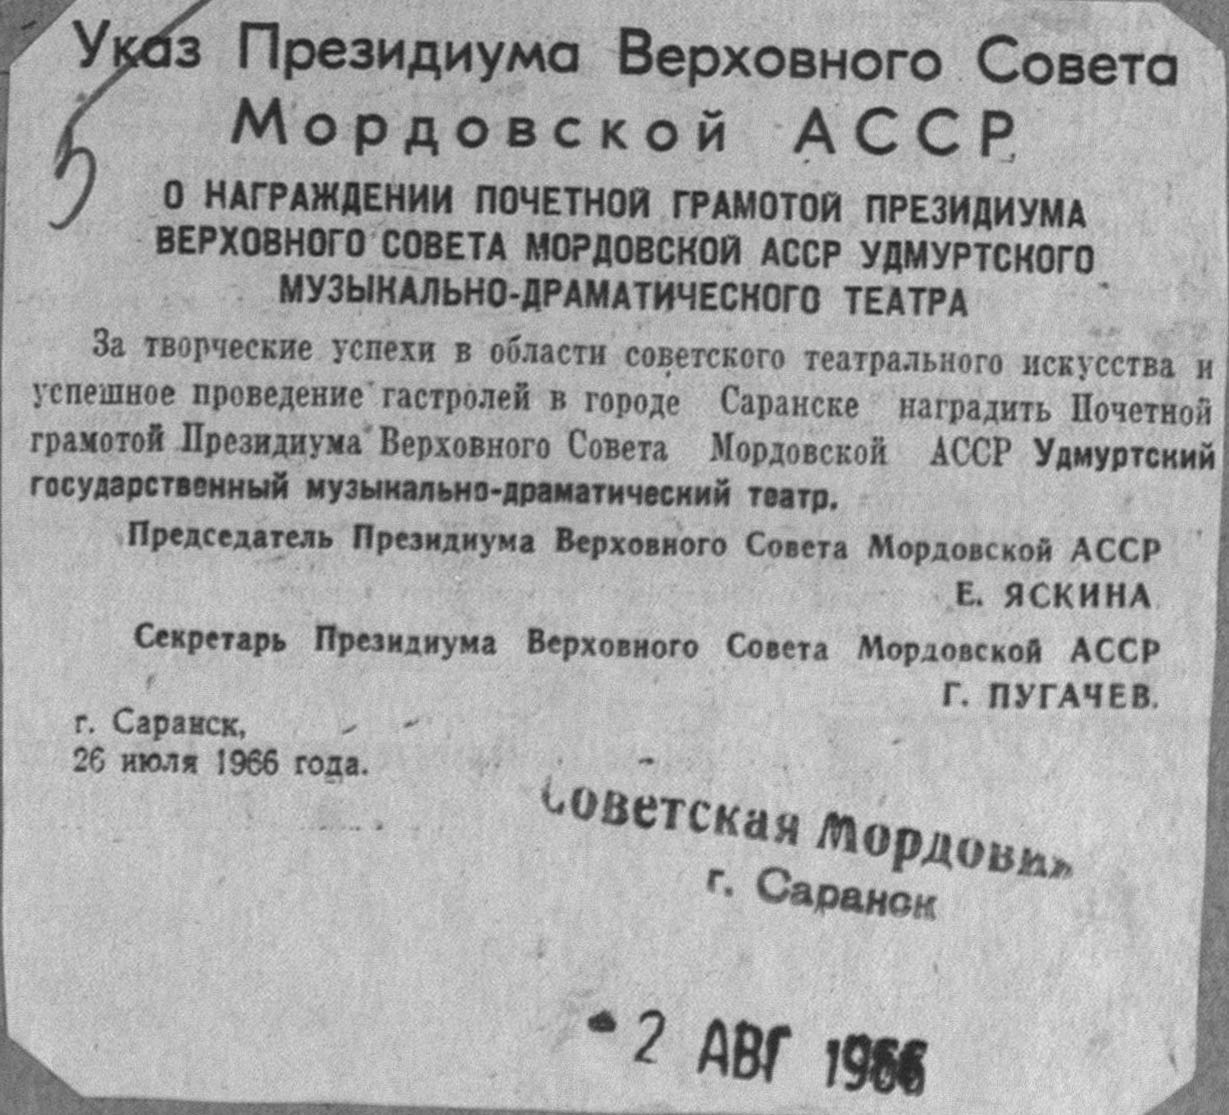 Указ Президиума Верховного Совета
Мордовской АССР
О НАГРАЖДЕНИИ ПОЧЕТНОЙ ГРАМОТОЙ ПРЕЗИДИУМА
ВЕРХОВНОГО СОВЕТА МОРДОВСКОЙ АССР УДМУРТСКОГО
МУЗЫКАЛЬНО-ДРАМАТИЧЕСКОГО ТЕАТРА
За творческие успехи в области советского театрального искусства и
успешное проведение гастролей в городе Саранске наградить Почетной
грамотой Президиума Верховного Совета Мордовской АССР Удмуртский
государственный музыкально-драматический театр.
Председатель Президиума Верховного Совета Мордовской АССР
Е. ЯСКИНА
Секретарь Президиума Верховного Совета Мордовской АССР
Г. ПУГАЧЕВ.
г. Саранск,
26 июля 1966 года.
Советская Мордовия
г. Саранск
- 2 АВГ 1966